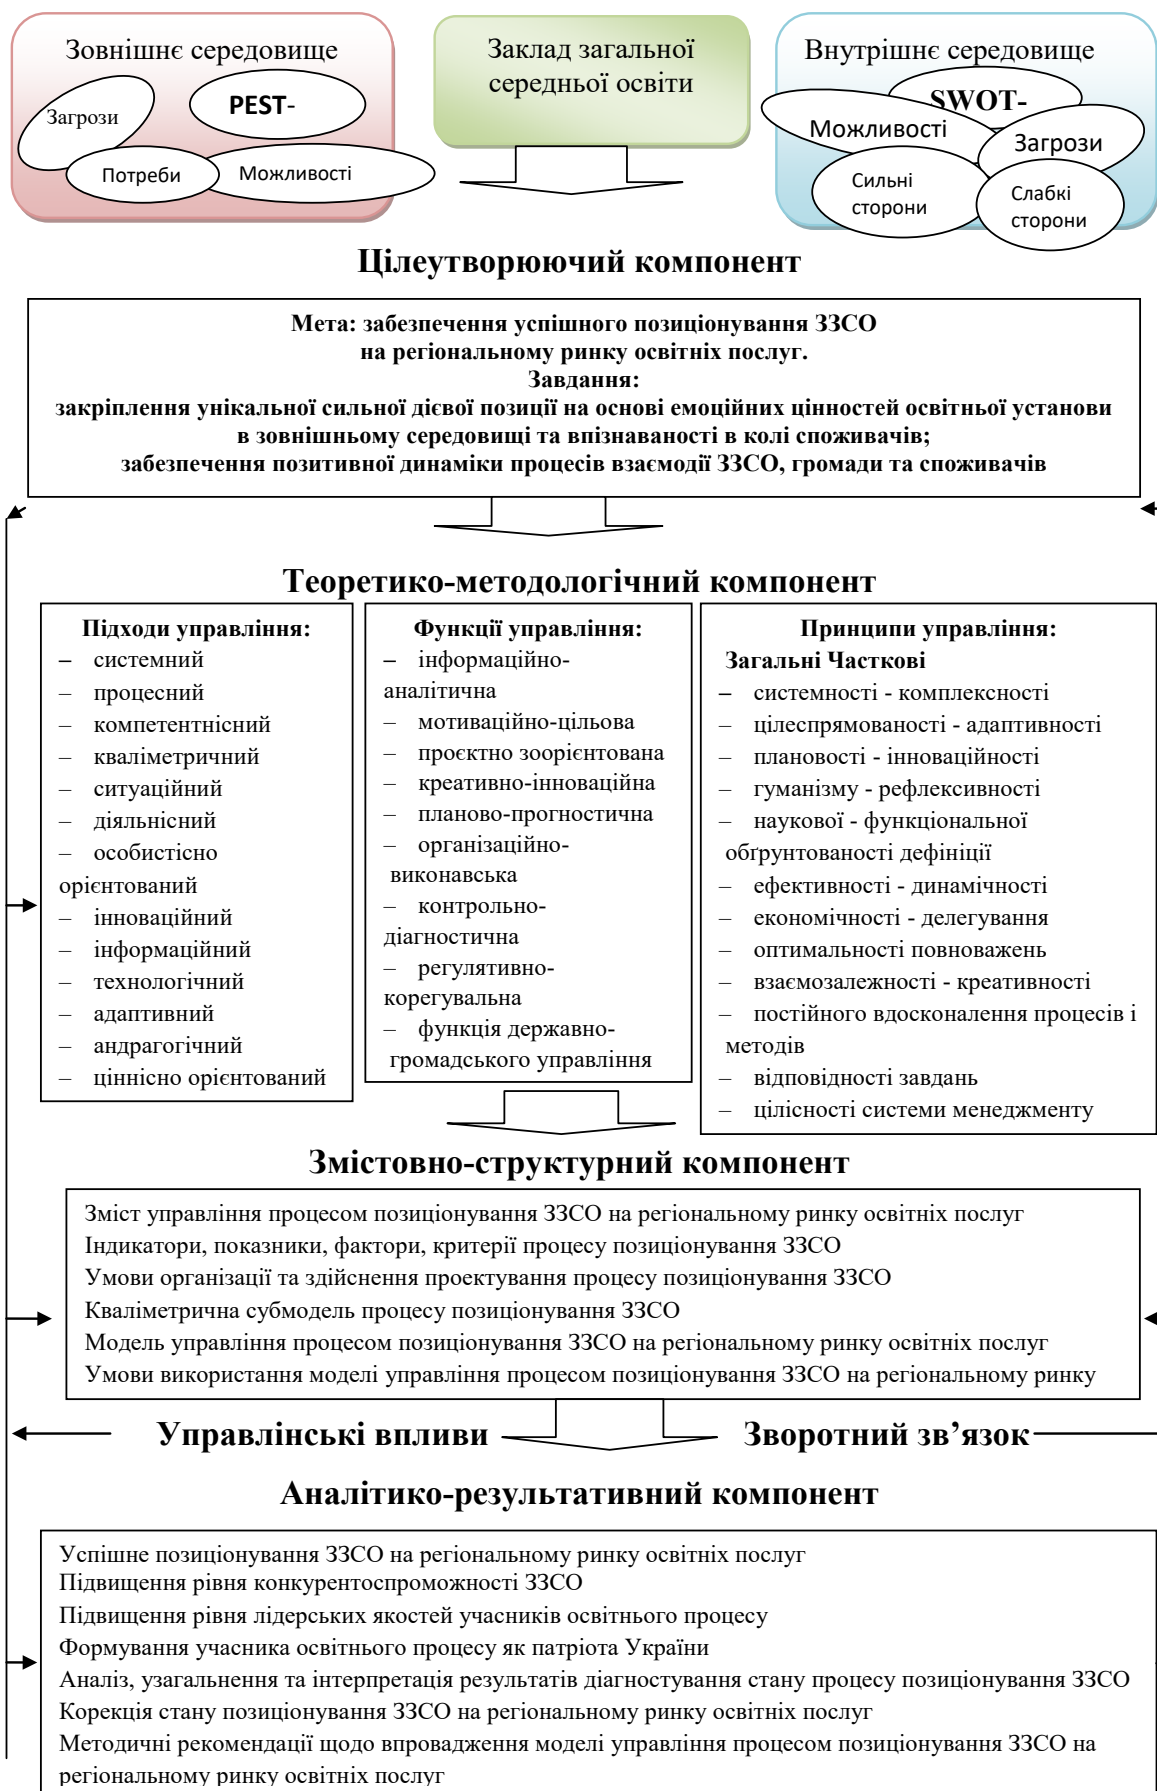 Зовнішнє середовище
Загрози
PEST-
Потреби
Можливості
Заклад загальної
середньої освіти
Внутрішнє середовище
SWOT-
Можливості
Загрози
Сильні
сторони
Слабкі
сторони
Цілеутворюючий компонент
Мета: забезпечення успішного позиціонування ЗЗСО
на регіональному ринку освітніх послуг.
Завдання:
закріплення унікальної сильної дієвої позиції на основі емоційних цінностей освітньої установи
в зовнішньому середовищі та впізнаваності в колі споживачів;
забезпечення позитивної динаміки процесів взаємодії ЗЗСО, громади та споживачів
Теоретико-методологічний компонент
Підходи управління:
– системний
– процесний
– компетентнісний
– кваліметричний
– ситуаційний
– діяльнісний
– особистісно
орієнтований
– інноваційний
– інформаційний
– технологічний
– адаптивний
– андрагогічний
– ціннісно орієнтований
Функції управління:
– інформаційно-
аналітична
– мотиваційно-цільова
– проєктно зоорієнтована
– креативно-інноваційна
– планово-прогностична
– організаційно-
виконавська
– контрольно-
діагностична
– регулятивно-
корегувальна
– функція державно-
громадського управління
Принципи управління:
Загальні Часткові
– системності - комплексності
– цілеспрямованості - адаптивності
– плановості - інноваційності
– гуманізму - рефлексивності
– наукової - функціональної
обґрунтованості дефініції
– ефективності - динамічності
– економічності - делегування
– оптимальності повноважень
– взаємозалежності - креативності
– постійного вдосконалення процесів і
методів
– відповідності завдань
– цілісності системи менеджменту
Змістовно-структурний компонент
Зміст управління процесом позиціонування ЗЗСО на регіональному ринку освітніх послуг
Індикатори, показники, фактори, критерії процесу позиціонування ЗЗСО
Умови організації та здійснення проектування процесу позиціонування ЗЗСО
Кваліметрична субмодель процесу позиціонування ЗЗСО
Модель управління процесом позиціонування ЗЗСО на регіональному ринку освітніх послуг
Умови використання моделі управління процесом позиціонування ЗЗСО на регіональному ринку
Управлінські впливи
Зворотний зв’язок
Аналітико-результативний компонент
Успішне позиціонування ЗЗСО на регіональному ринку освітніх послуг
Підвищення рівня конкурентоспроможності ЗЗСО
Підвищення рівня лідерських якостей учасників освітнього процесу
Формування учасника освітнього процесу як патріота України
Аналіз, узагальнення та інтерпретація результатів діагностування стану процесу позиціонування ЗЗСО
Корекція стану позиціонування ЗЗСО на регіональному ринку освітніх послуг
Методичні рекомендації щодо впровадження моделі управління процесом позиціонування ЗЗСО на
регіональному ринку освітніх послуг